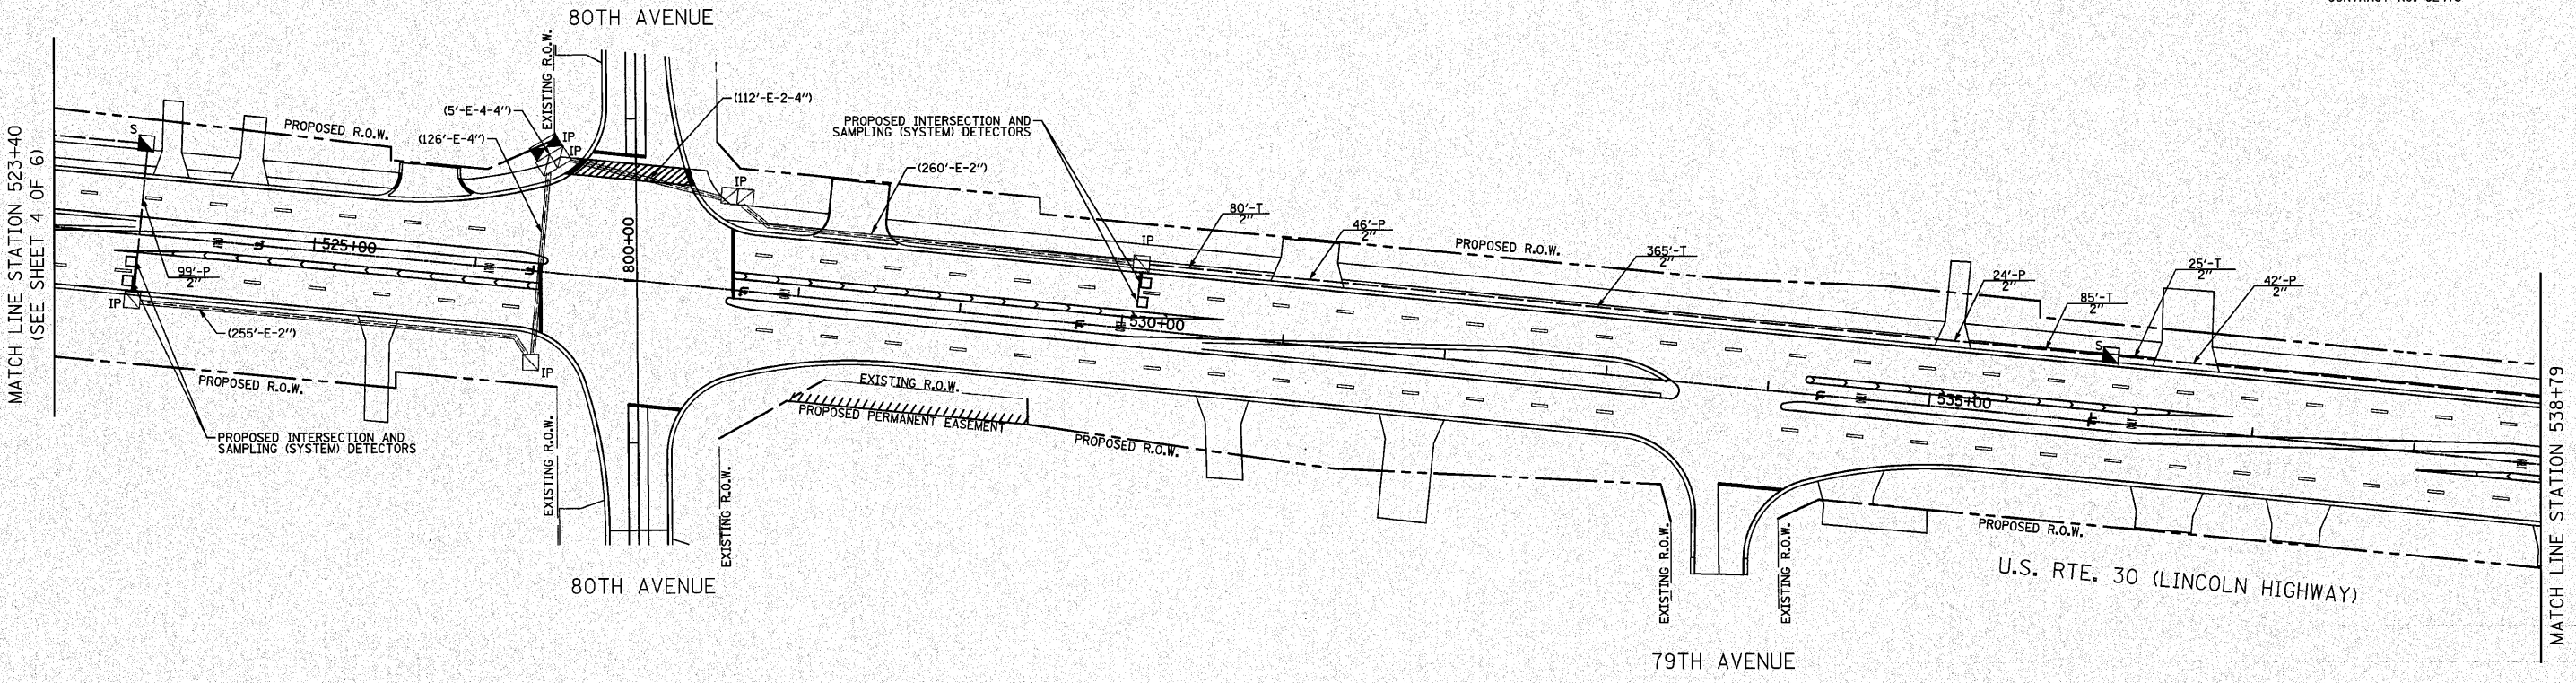 80TH AVENUE
MATCH LINE STATION 523+40
(SEE SHEET 4 OF 6)
S
PROPOSED R.O.W.
(5'-E-4-4")
(126'-E-4")
EXISTING R.O.W.
IP
IP
(112'-E-2-4")
PROPOSED INTERSECTION AND
SAMPLING (SYSTEM) DETECTORS
IP
(260'-E-2")
IP
80'-T
2"
46'-P
2"
PROPOSED R.O.W.
365'-T
2"
24'-P
2"
85'-T
2"
S
25'-T
2"
42'-P
2"
525+00
800+00
99'-P
2"
IP
(255'-E-2")
IP
530+00
535+00
PROPOSED R.O.W.
PROPOSED INTERSECTION AND
SAMPLING (SYSTEM) DETECTORS
EXISTING R.O.W.
EXISTING R.O.W.
EXISTING R.O.W.
PROPOSED PERMANENT EASEMENT
PROPOSED R.O.W.
EXISTING R.O.W.
EXISTING R.O.W.
PROPOSED R.O.W.
80TH AVENUE
79TH AVENUE
U.S. RTE. 30 (LINCOLN HIGHWAY)
MATCH LINE STATION 538+79